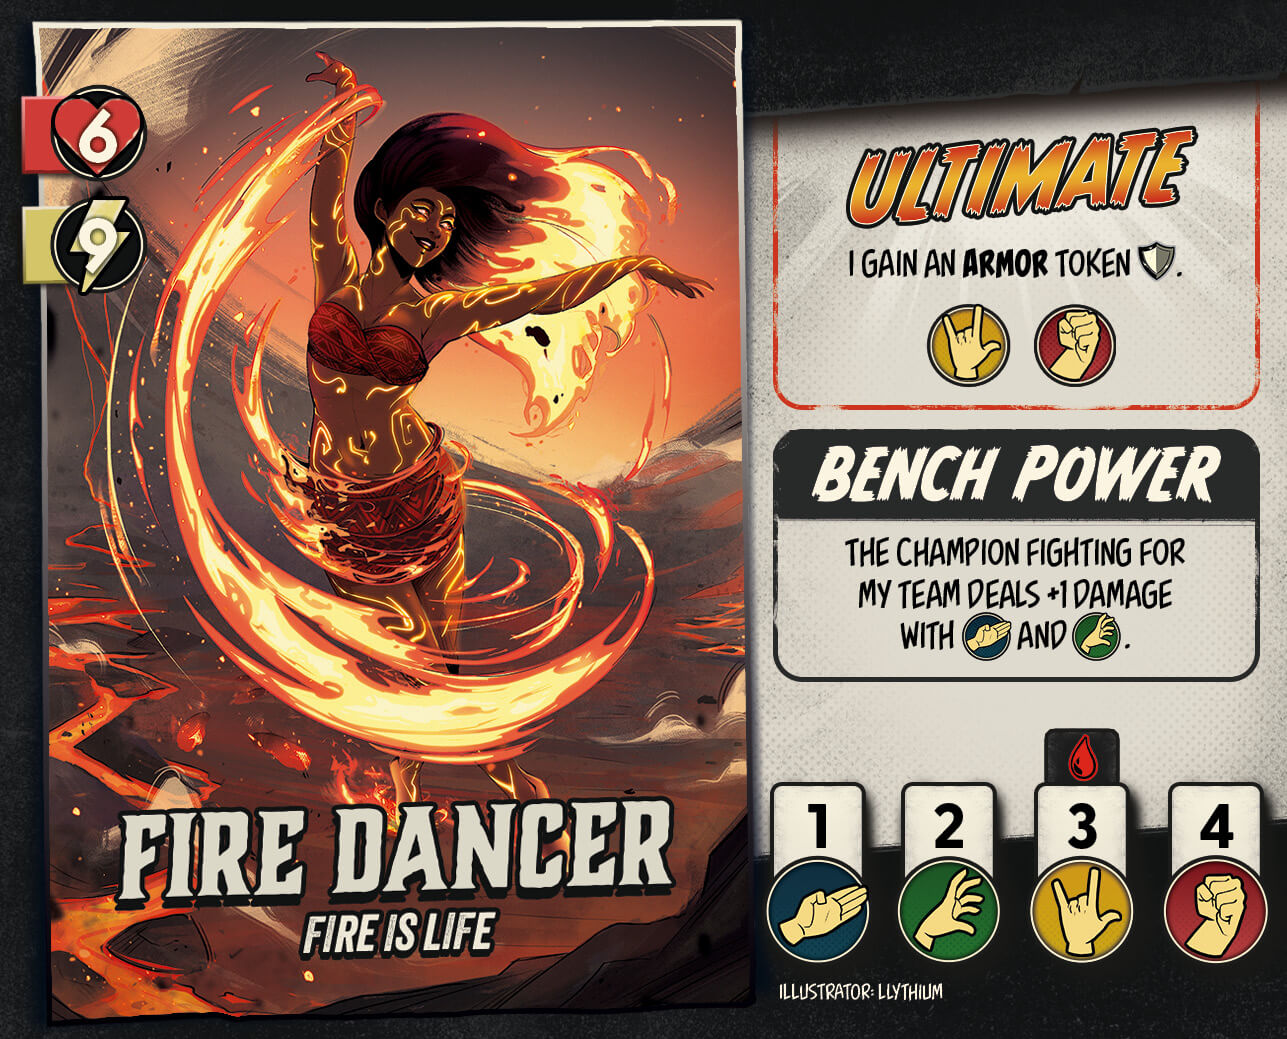 6
9
FIRE DANCER
FIRE IS LIFE
ULTIMATE
I GAIN AN ARMOR TOKEN .
BENCH POWER
THE CHAMPION FIGHTING FOR
MY TEAM DEALS +1 DAMAGE
WITH AND .
1 2 3 4
ILLUSTRATOR: LLYTHIUM